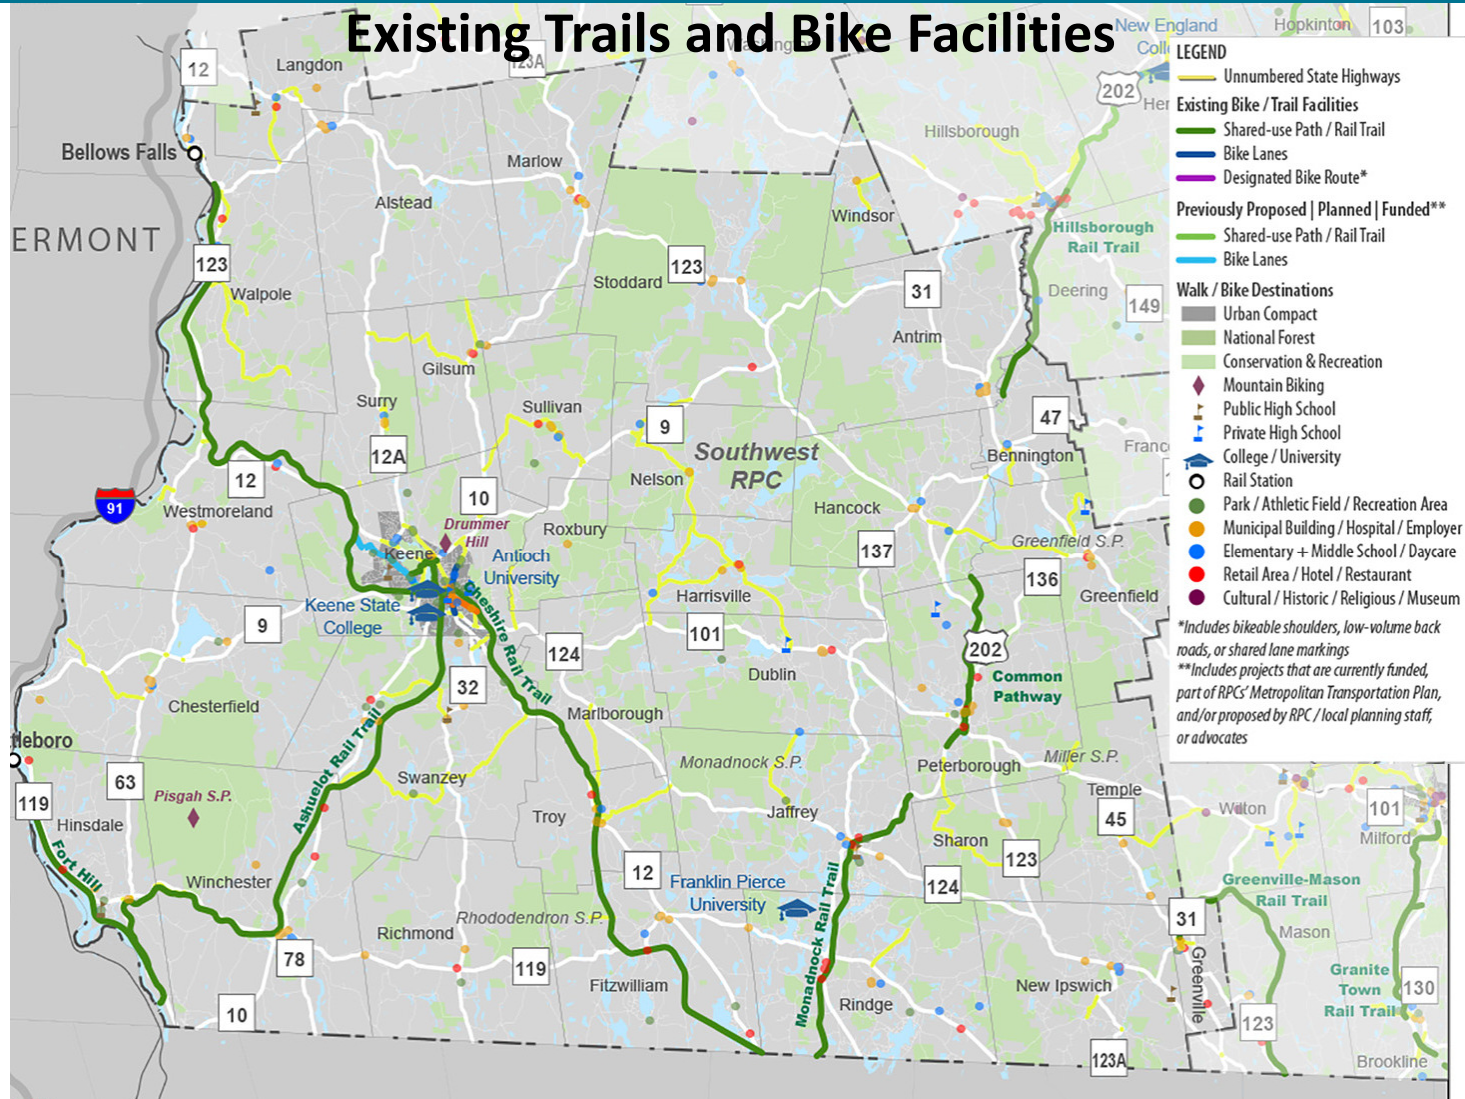 Existing Trails and Bike Facilities
New England
Hopkinton
103
12
Langdon
123A
202
Hillsborough
Bellows Falls
Marlow
Alstead
Windsor
Hillsborough
Rail Trail
ERMONT
123
Walpole
Stoddard
123
31
Deering
149
Antrim
Gilsum
Surry
Sullivan
9
47
12A
Southwest
RPC
Bennington
Nelson
12
10
Westmoreland
91
Hancock
Drummer
Hill
Roxbury
Greenfield S.P.
Keene
Antioch
University
137
136
Keene State
College
Cheshire Rail Trail
Harrisville
Greenfield
9
101
124
202
Dublin
32
Common
Pathway
Chesterfield
Marlborough
tleboro
Ashuelot Rail Trail
Monadnock S.P.
Miller S.P.
Peterborough
63
Swanzey
Temple
119
Pisgah S.P.
Hinsdale
Troy
Jaffrey
45
Wilton
101
Milford
Sharon
123
Fort Hill
12
Winchester
Franklin Pierce
University
124
Greenville-Mason
Rail Trail
Monadnock Rail Trail
Rhododendron S.P.
31
Richmond
Mason
78
119
Fitzwilliam
New Ipswich
Greenville
Granite
Town
Rail Trail
130
Rindge
10
123
123A
Brookline
LEGEND
Unnumbered State Highways
Existing Bike / Trail Facilities
Shared-use Path / Rail Trail
Bike Lanes
Designated Bike Route*
Previously Proposed | Planned | Funded**
Shared-use Path / Rail Trail
Bike Lanes
Walk / Bike Destinations
Urban Compact
National Forest
Conservation & Recreation
Mountain Biking
Public High School
Private High School
College / University
Rail Station
Park / Athletic Field / Recreation Area
Municipal Building / Hospital / Employer
Elementary + Middle School / Daycare
Retail Area / Hotel / Restaurant
Cultural / Historic / Religious / Museum
*Includes bikeable shoulders, low-volume back
roads, or shared lane markings
**Includes projects that are currently funded,
part of RPCs' Metropolitan Transportation Plan,
and/or proposed by RPC / local planning staff,
or advocates